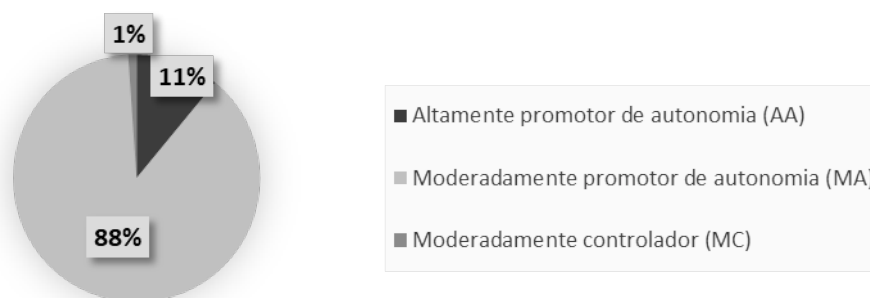 1%
11%
88%
Altamente promotor de autonomia (AA)
Moderadamente promotor de autonomia (MA)
Moderadamente controlador (MC)